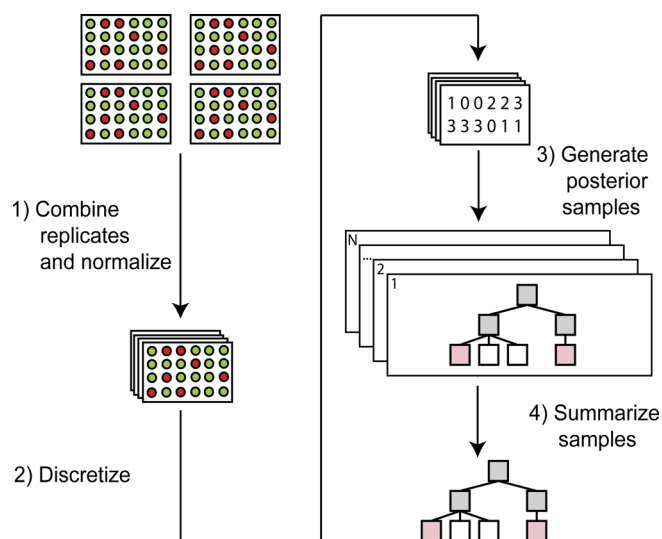 1) Combine
replicates
and normalize
2) Discretize
1 0 0 2 2 3
3 3 3 0 1 1
3) Generate
posterior
samples
N
...
2
1
4) Summarize
samples